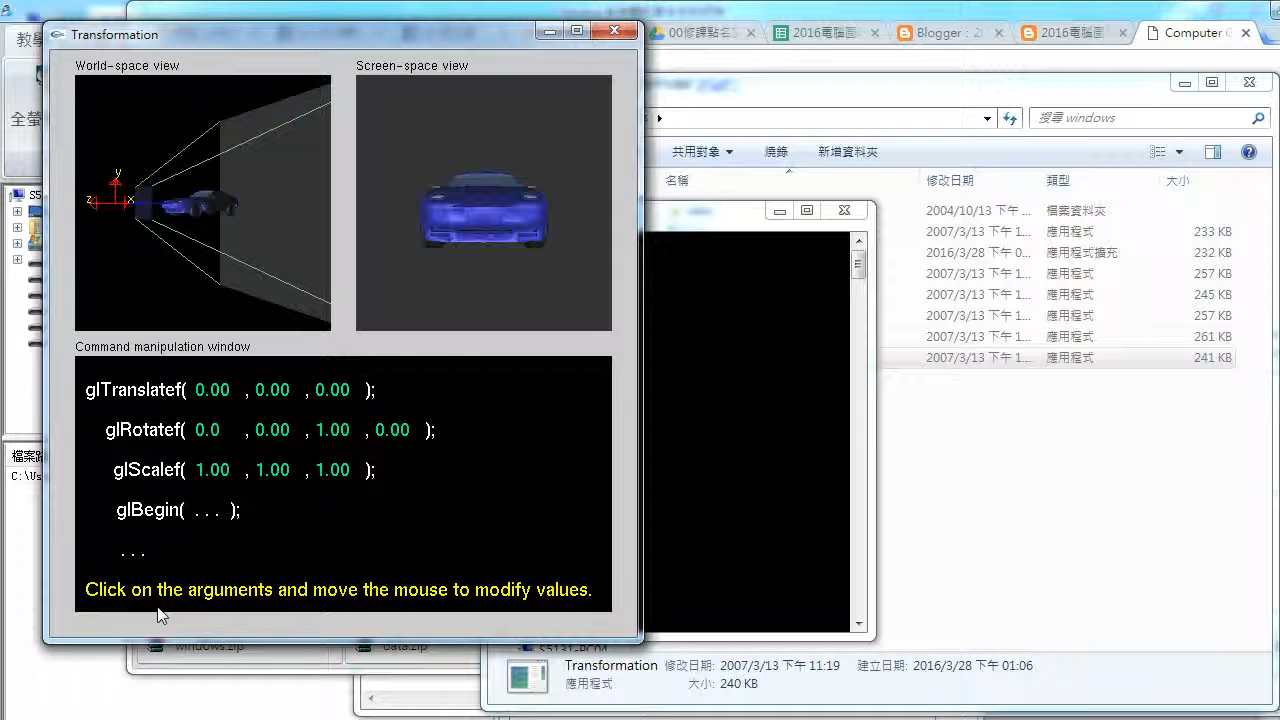 Transformation
World-space view
Screen-space view
y
z
x
Command manipulation window
glTranslatef( 0.00 , 0.00 , 0.00 );
glRotatef( 0.0 , 0.00 , 1.00 , 0.00 );
glScalef( 1.00 , 1.00 , 1.00 );
glBegin( . . . );
. . .
Click on the arguments and move the mouse to modify values.
教學
全螢
S5
檔案路
C:\Us
2016電腦圖
Blogger :
2016電腦圖
Computer
搜尋 windows
共用對象
燒錄
新增資料夾
名稱
修改日期
類型
大小
2004/10/13 下午 ...
檔案資料夾
2007/3/13 下午 1...
應用程式
233 KB
2016/3/28 下午 0...
應用程式擴充
232 KB
2007/3/13 下午 1...
應用程式
257 KB
2007/3/13 下午 1...
應用程式
245 KB
2007/3/13 下午 1...
應用程式
257 KB
2007/3/13 下午 1...
應用程式
261 KB
2007/3/13 下午 1...
應用程式
241 KB
windows.zip
data.zip
S5131-PC04
Transformation 修改日期: 2007/3/13 下午 11:19 建立日期: 2016/3/28 下午 01:06
應用程式 大小: 240 KB